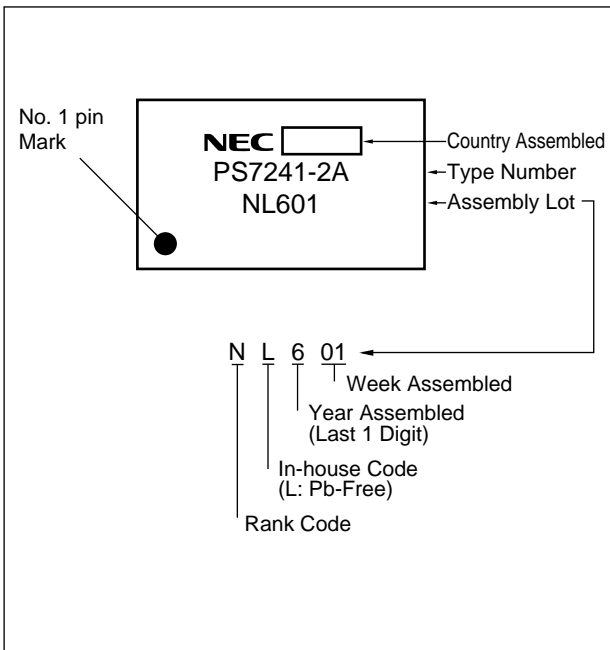 No. 1 pin
Mark
NEC
Country Assembled
PS7241-2A
Type Number
NL601
Assembly Lot
N L 6 01
Week Assembled
Year Assembled
(Last 1 Digit)
In-house Code
(L: Pb-Free)
Rank Code